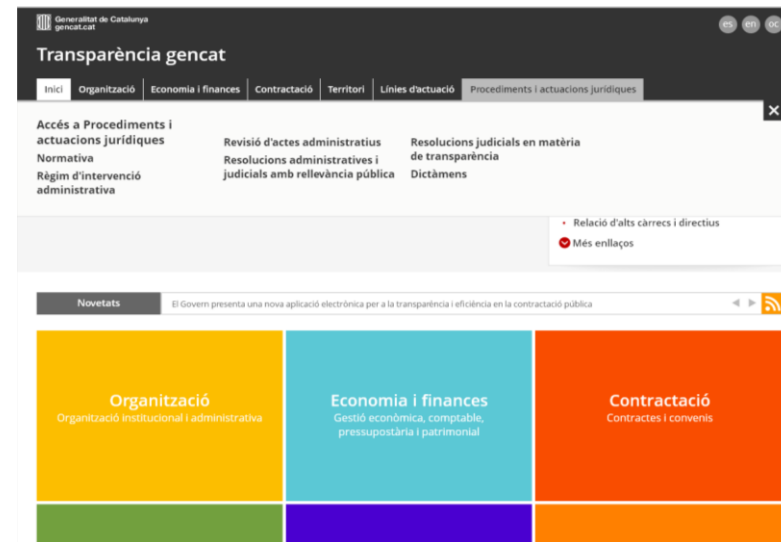 Generalitat de Catalunya
gencat.cat
es en oc
Transparència gencat
Inici Organització Economia i finances Contractació Territori Línies d'actuació Procediments i actuacions jurídiques
Accés a Procediments i
actuacions jurídiques
Normativa
Règim d'intervenció
administrativa
Revisió d'actes administratius
Resolucions administratives i
judicials amb rellevància pública
Resolucions judicials en matèria
de transparència
Dictàmens
Relació d'alts càrrecs i directius
Més enllaços
Novetats
El Govern presenta una nova aplicació electrònica per a la transparència i eficiència en la contractació pública
Organització
Organització institucional i administrativa
Economia i finances
Gestió econòmica, comptable,
pressupostària i patrimonial
Contractació
Contractes i convenis